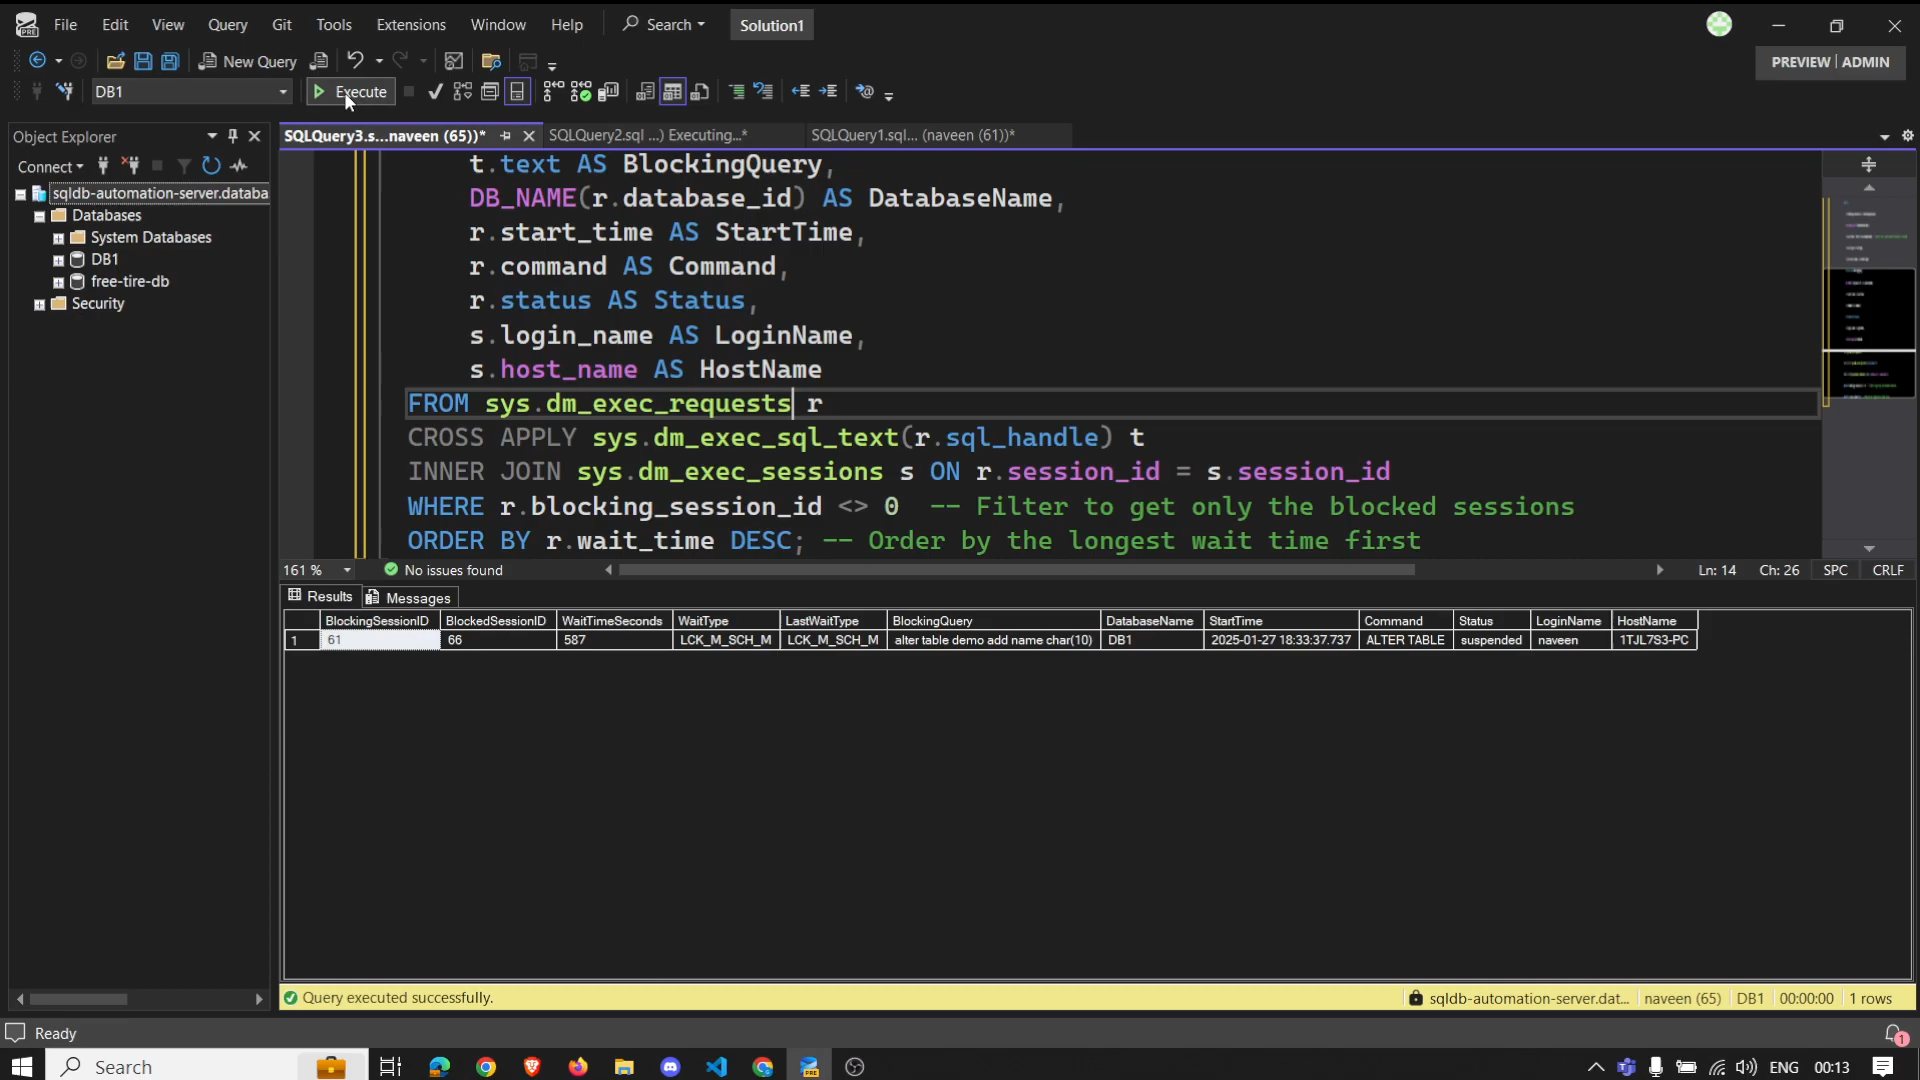 File Edit View Query Git Tools Extensions Window Help Search Solution1
New Query
PREVIEW | ADMIN
DB1 Execute
Object Explorer
SQLQuery3.s...naveen (65))* SQLQuery2.sql ...) Executing...* SQLQuery1.sql... (naveen (61))*
Connect
sqldb-automation-server.databa
Databases
System Databases
DB1
free-tire-db
Security
t.text AS BlockingQuery,
DB_NAME(r.database_id) AS DatabaseName,
r.start_time AS StartTime,
r.command AS Command,
r.status AS Status,
s.login_name AS LoginName,
s.host_name AS HostName
FROM sys.dm_exec_requests r
CROSS APPLY sys.dm_exec_sql_text(r.sql_handle) t
INNER JOIN sys.dm_exec_sessions s ON r.session_id = s.session_id
WHERE r.blocking_session_id <> 0 -- Filter to get only the blocked sessions
ORDER BY r.wait_time DESC; -- Order by the longest wait time first
161 % No issues found Ln: 14 Ch: 26 SPC CRLF
Results Messages
BlockingSessionID BlockedSessionID WaitTimeSeconds WaitType LastWaitType BlockingQuery DatabaseName StartTime Command Status LoginName HostName
1 61 66 587 LCK_M_SCH_M LCK_M_SCH_M alter table demo add name char(10) DB1 2025-01-27 18:33:37.737 ALTER TABLE suspended naveen 1TJL7S3-PC
Query executed successfully. sqldb-automation-server.dat... naveen (65) DB1 00:00:00 1 rows
Ready 1
Search PRE ENG 00:13